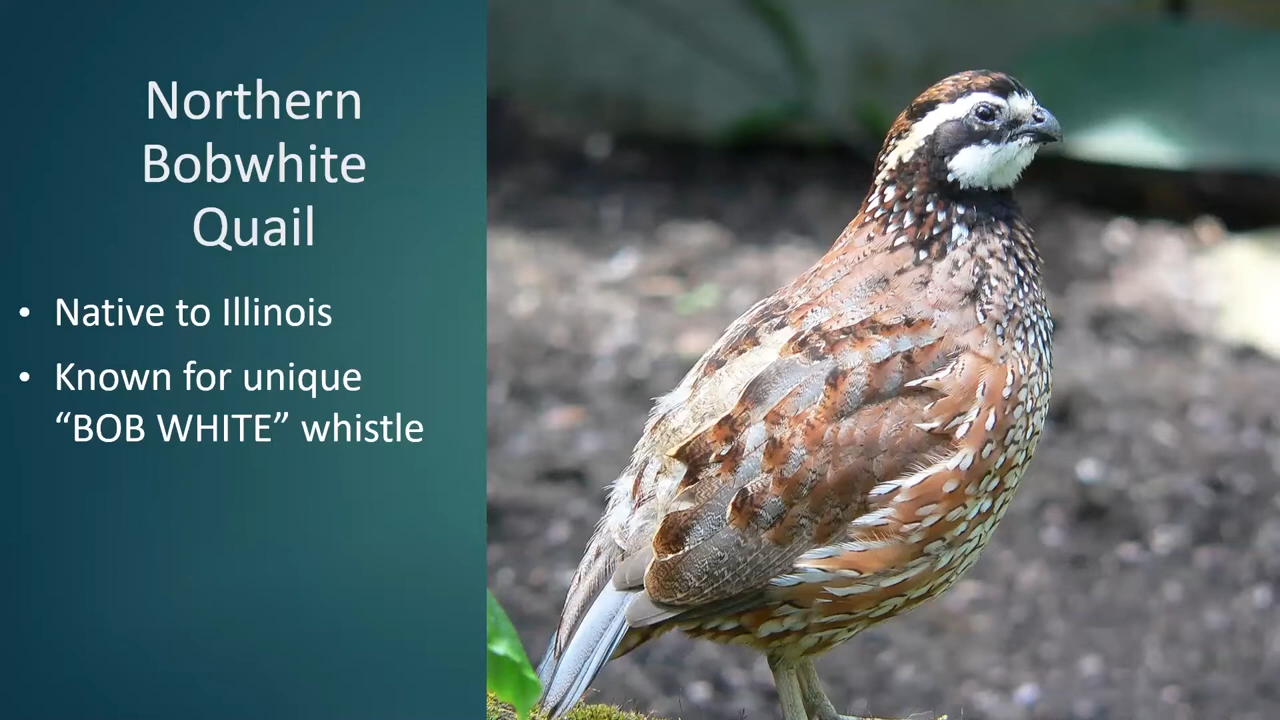 Northern
Bobwhite
Quail
• Native to Illinois
• Known for unique
“BOB WHITE” whistle